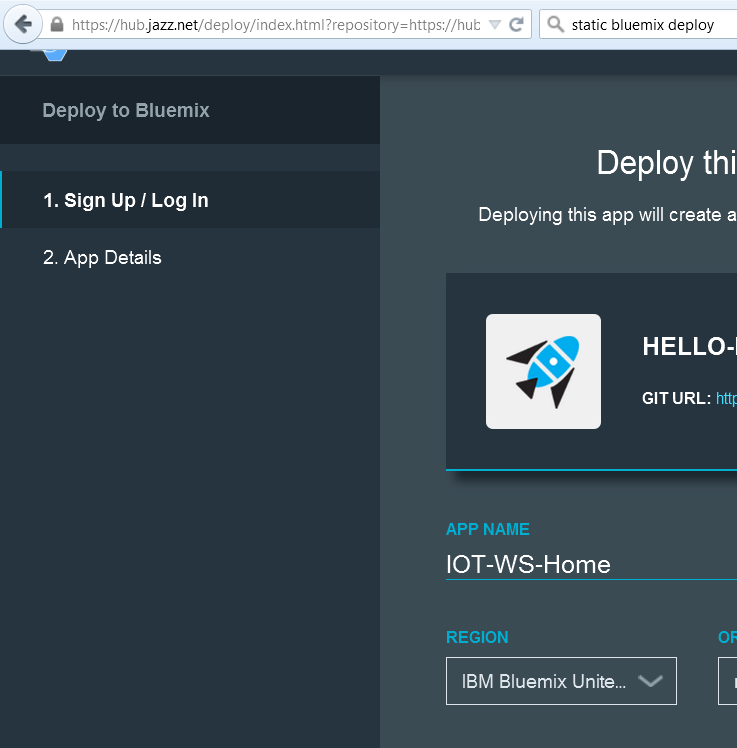 https://hub.jazz.net/deploy/index.html?repository=https://hub
static bluemix deploy
Deploy to Bluemix
1. Sign Up / Log In
2. App Details
Deploy thi
Deploying this app will create a
HELLO-
GIT URL: http
APP NAME
IOT-WS-Home
REGION
OR
IBM Bluemix Unite...